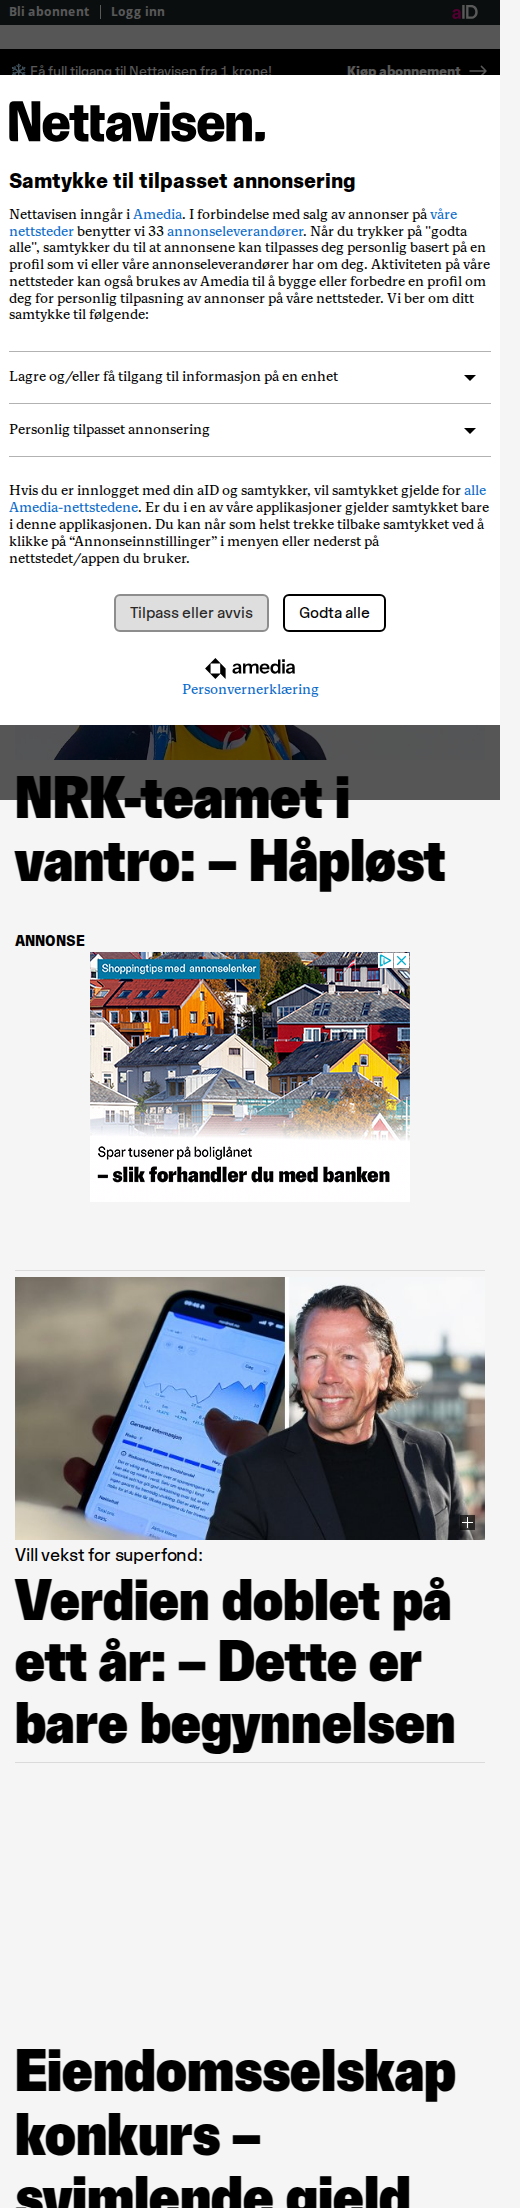 Bli abonnent | Logg inn
aID
Få full tilgang til Nettavisen fra 1 krone!
Kjøp abonnement
Nettavisen.
Samtykke til tilpasset annonsering
Nettavisen inngår i Amedia. I forbindelse med salg av annonser på våre
nettsteder benytter vi 33 annonseleverandører. Når du trykker på "godta
alle", samtykker du til at annonsene kan tilpasses deg personlig basert på en
profil som vi eller våre annonseleverandører har om deg. Aktiviteten på våre
nettsteder kan også brukes av Amedia til å bygge eller forbedre en profil om
deg for personlig tilpasning av annonser på våre nettsteder. Vi ber om ditt
samtykke til følgende:
Lagre og/eller få tilgang til informasjon på en enhet
Personlig tilpasset annonsering
Hvis du er innlogget med din aID og samtykker, vil samtykket gjelde for alle
Amedia-nettstedene. Er du i en av våre applikasjoner gjelder samtykket bare
i denne applikasjonen. Du kan når som helst trekke tilbake samtykket ved å
klikke på “Annonseinnstillinger” i menyen eller nederst på
nettstedet/appen du bruker.
Tilpass eller avvis
Godta alle
amedia
Personvernerklæring
NRK-teamet i
vantro: – Håpløst
ANNONSE
Shoppingtips med annonselenker
Spar tusener på boliglånet
– slik forhandler du med banken
Generell informasjon
Vill vekst for superfond:
Verdien doblet på
ett år: – Dette er
bare begynnelsen
Eiendomsselskap
konkurs –
svimlende gjeld